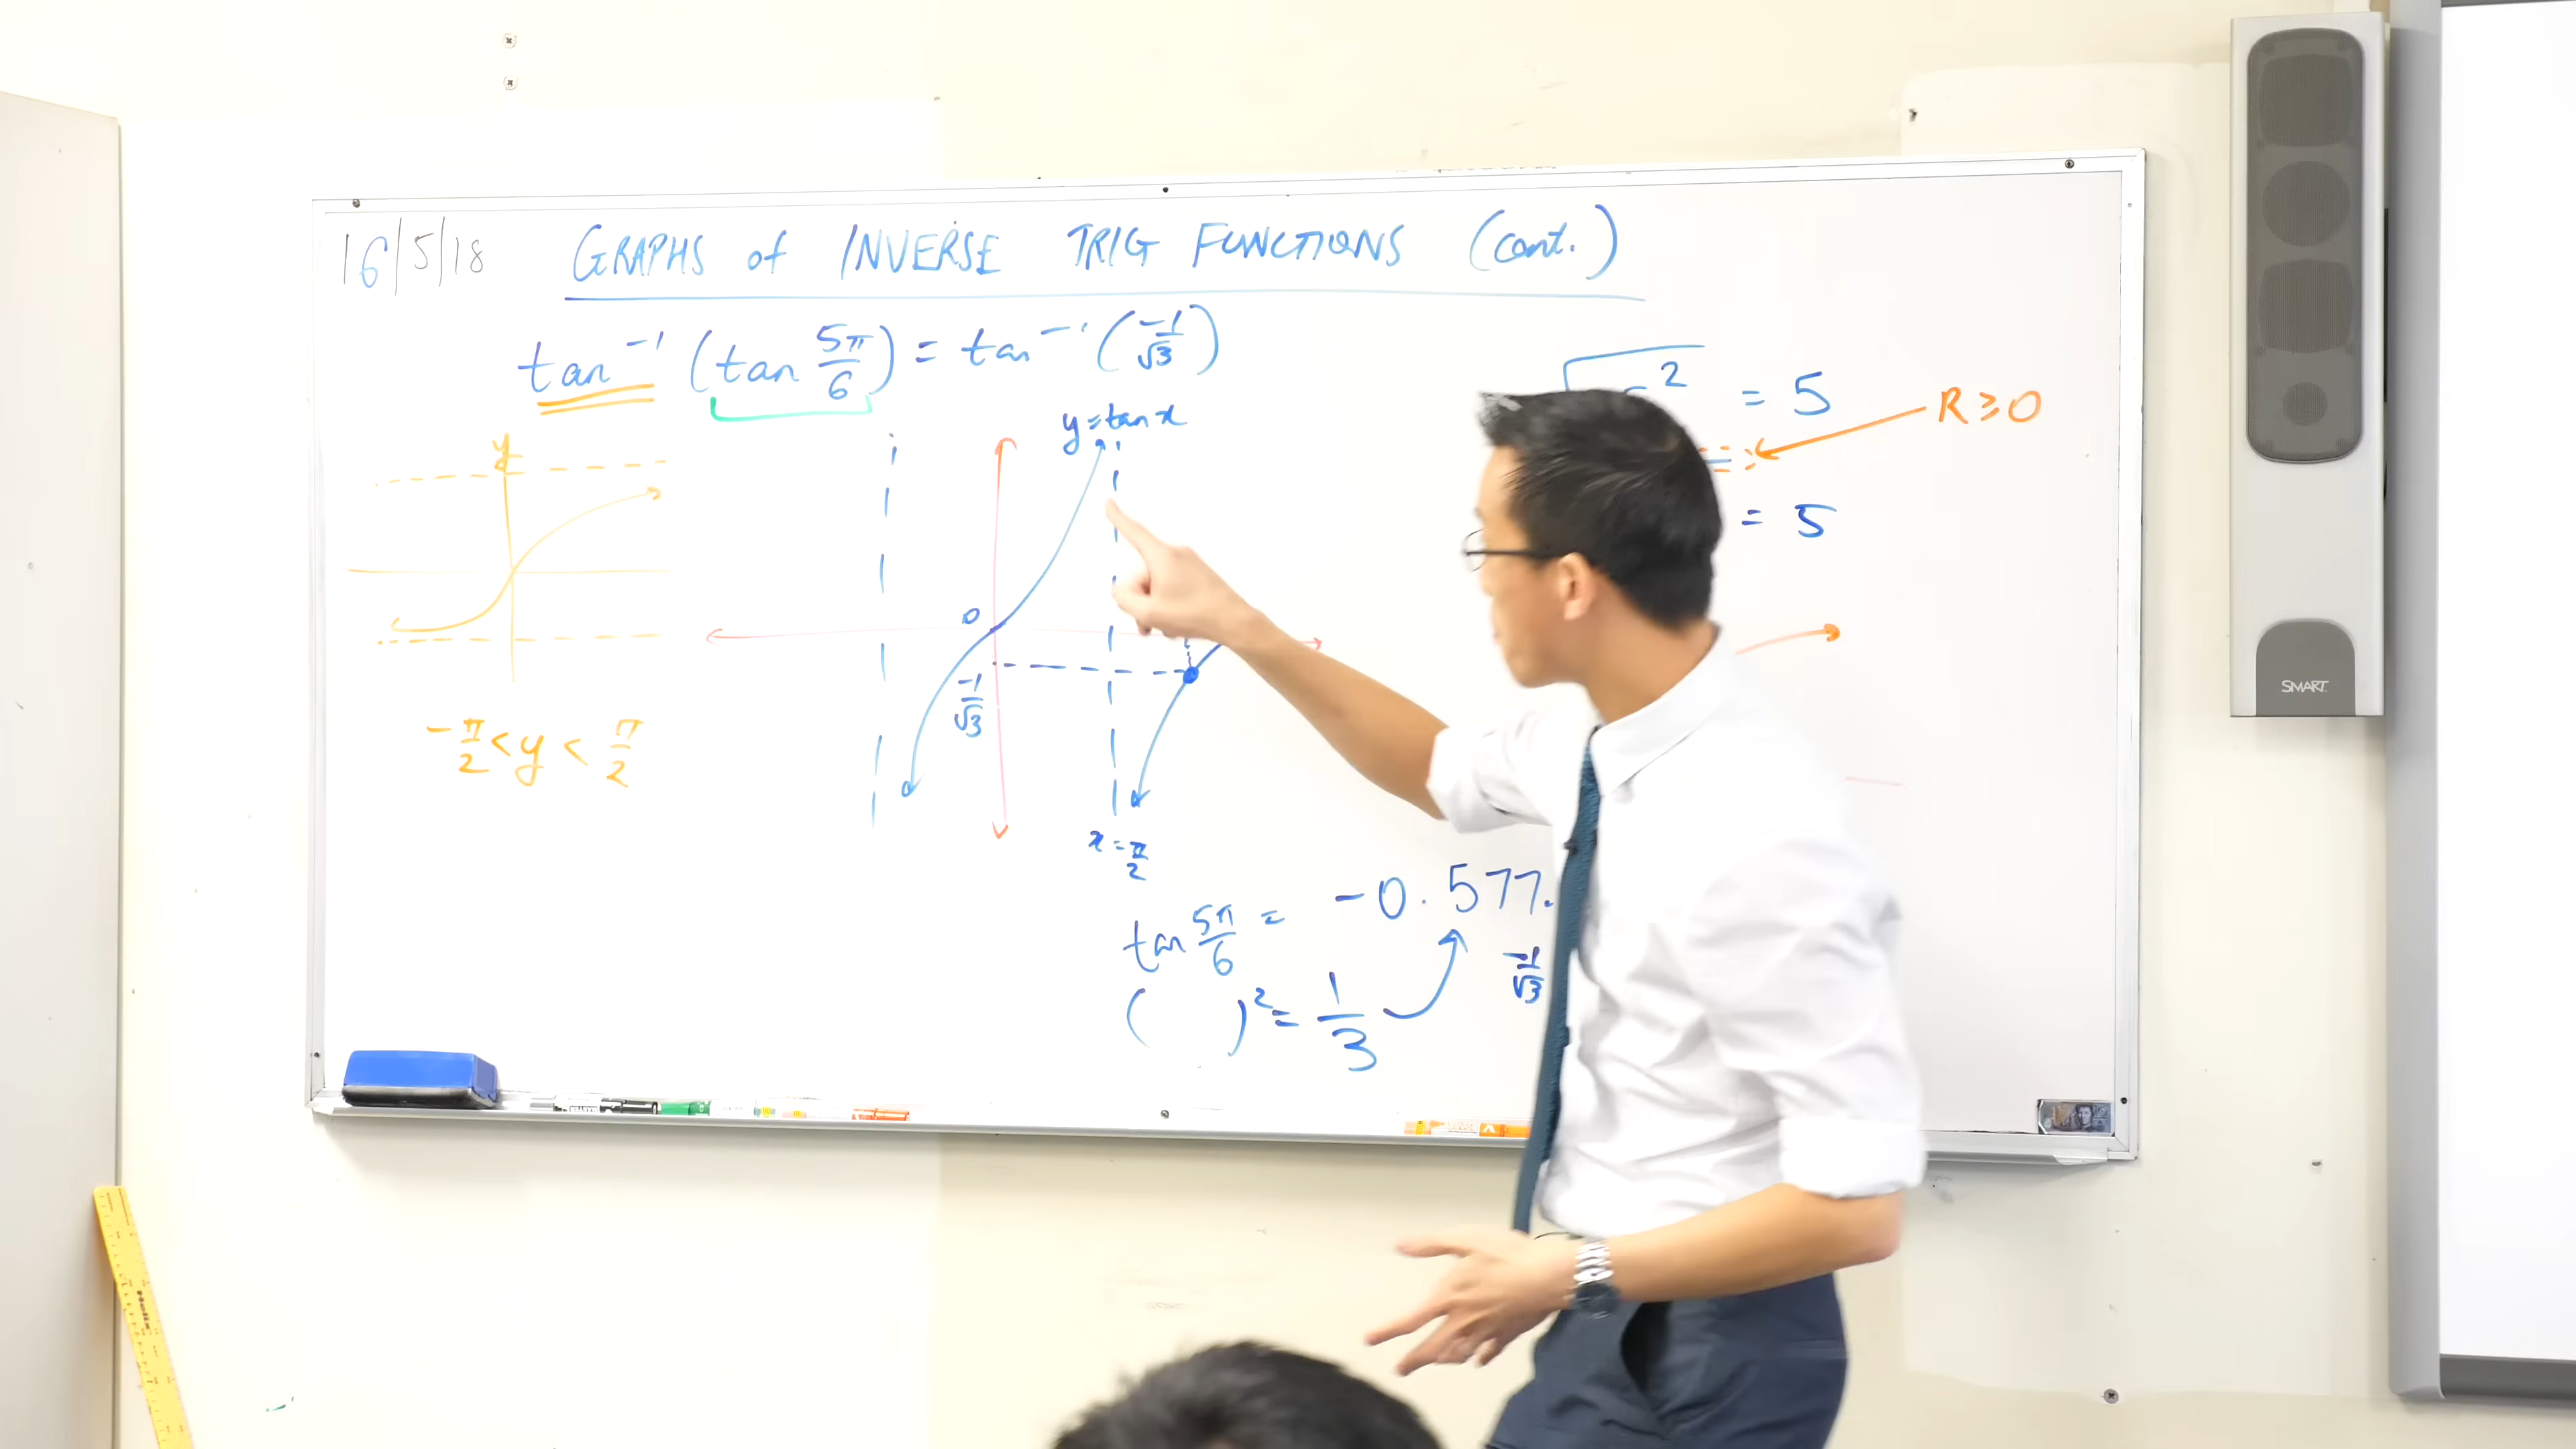 16/5/18 GRAPHS of INVERSE TRIG FUNCTIONS (cont.)
tan⁻¹ (tan 5π/6) = tan⁻¹ (-1/√3)
y = tan x
y
0
-1/√3
-π/2 < y < π/2
x = π/2
² = 5
R ≥ 0
= 5
tan 5π/6 = -0.577.
-1/√3
( )² = 1/3
SMART